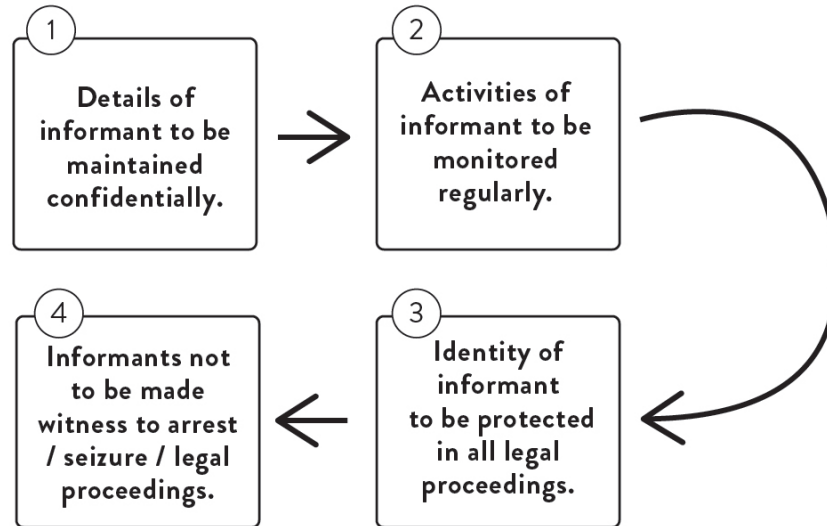 1
Details of
informant to be
maintained
confidentially.
2
Activities of
informant to be
monitored
regularly.
3
Identity of
informant
to be protected
in all legal
proceedings.
4
Informants not
to be made
witness to arrest
/ seizure / legal
proceedings.